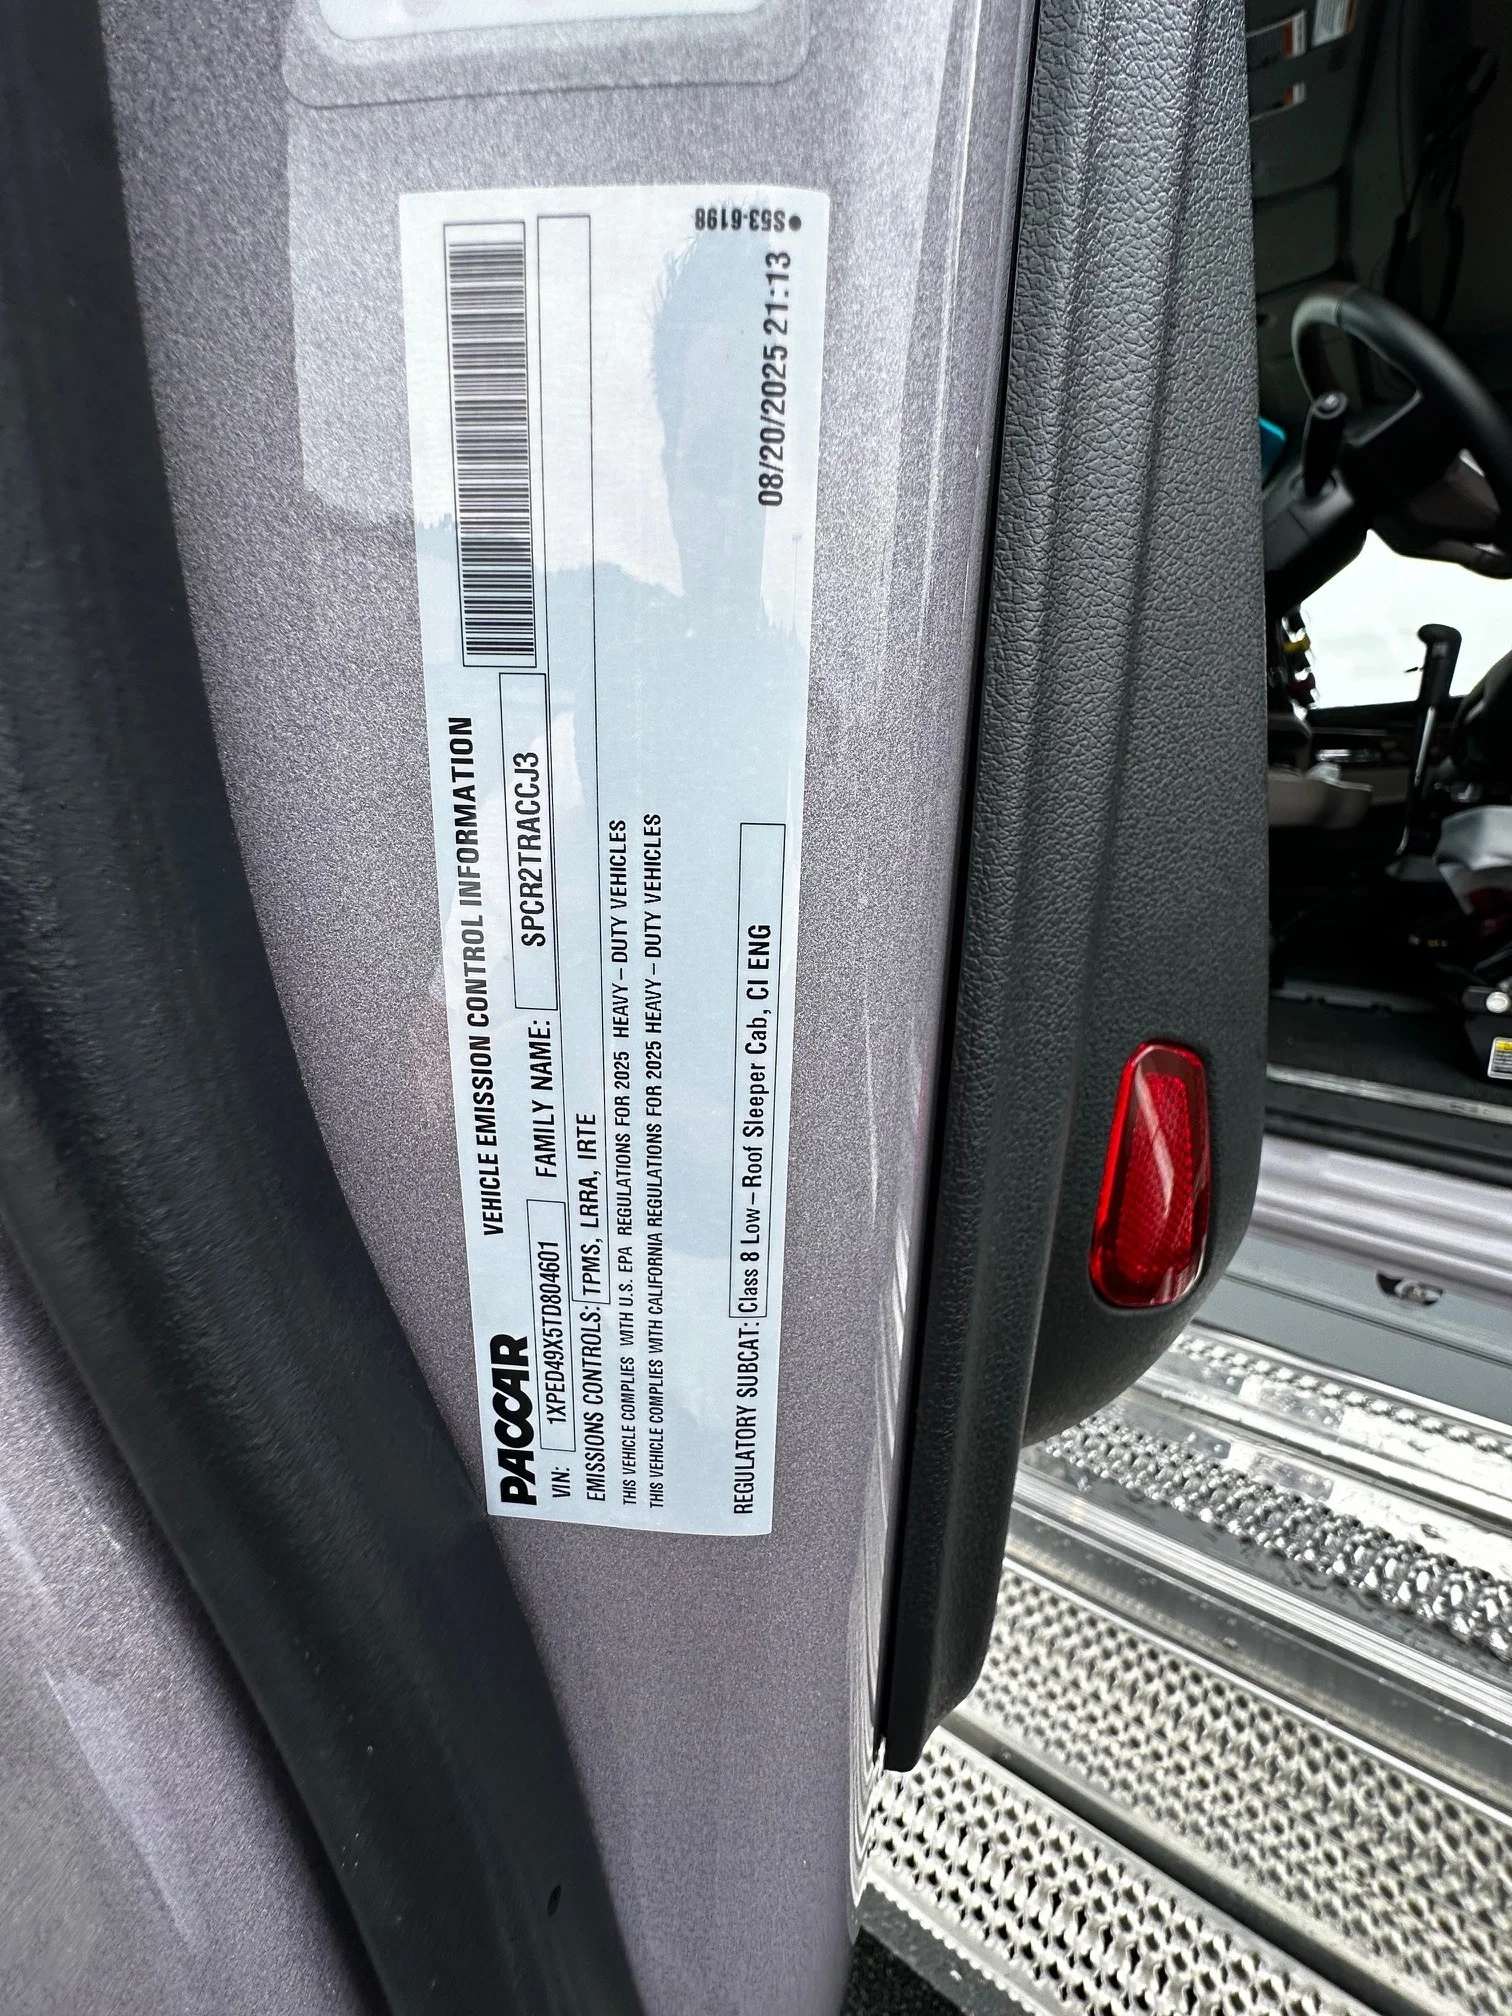 VEHICLE EMISSION CONTROL INFORMATION
PACCAR
VIN: 1XPED49X5TD804601 FAMILY NAME: SPCR2TRACCJ3
EMISSIONS CONTROLS: TPMS, LRRA, IRTE
THIS VEHICLE COMPLIES WITH U.S. EPA REGULATIONS FOR 2025 HEAVY-DUTY VEHICLES
THIS VEHICLE COMPLIES WITH CALIFORNIA REGULATIONS FOR 2025 HEAVY-DUTY VEHICLES
REGULATORY SUBCAT: Class 8 Low-Roof Sleeper Cab, CI ENG
08/20/2025 21:13
●S53-6198